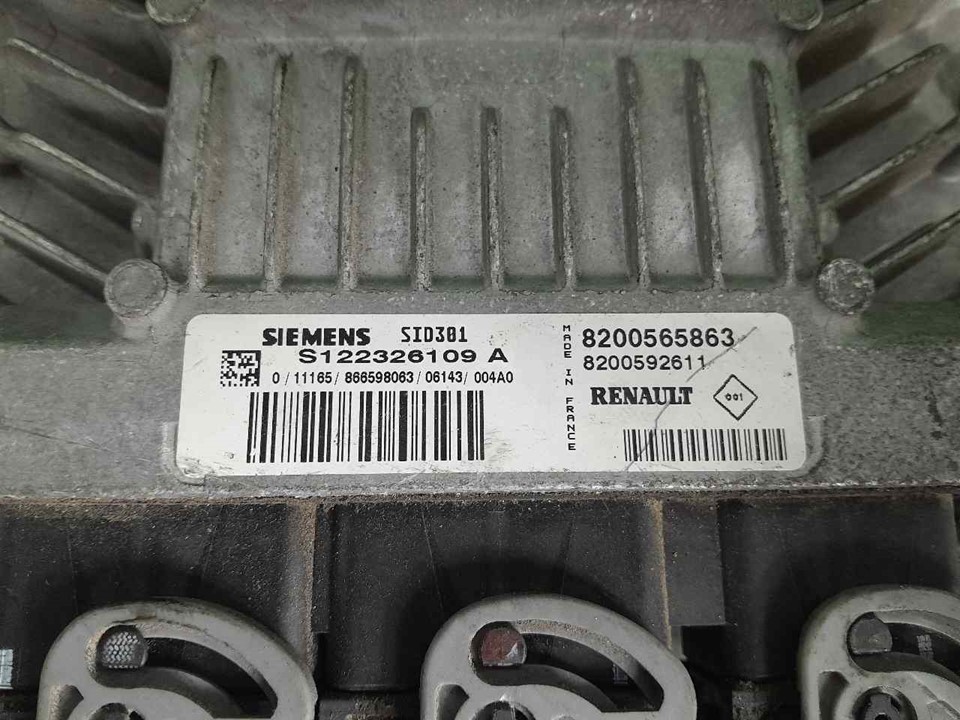 SIEMENS SID301
S122326109 A
0 / 11165 / 866598063 / 06143 / 004A0
MADE IN FRANCE
8200565863
8200592611
RENAULT 001